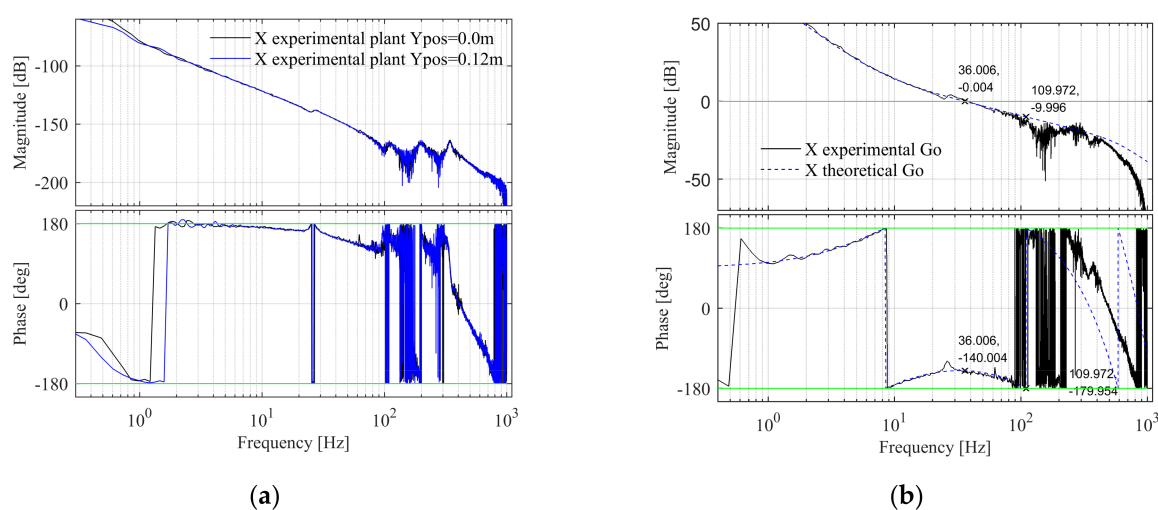 Magnitude [dB]
-100
-150
-200
X experimental plant Ypos=0.0m
X experimental plant Ypos=0.12m
Phase [deg]
180
0
-180
10^0
10^1
10^2
10^3
Frequency [Hz]
(a)
Magnitude [dB]
50
0
-50
36.006,
-0.004
109.972,
-9.996
X experimental Go
X theoretical Go
Phase [deg]
180
0
-180
36.006,
-140.004
109.972,
-179.954
10^0
10^1
10^2
10^3
Frequency [Hz]
(b)